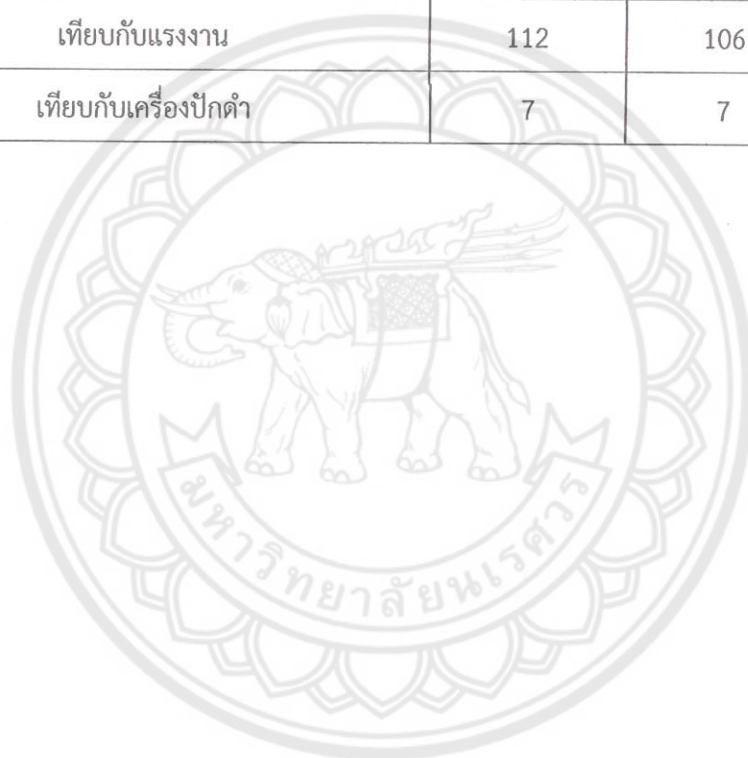 เทียบกับแรงงาน 112 106
เทียบกับเครื่องปักดำ 7 7
มหาวิทยาลัยนเรศวร